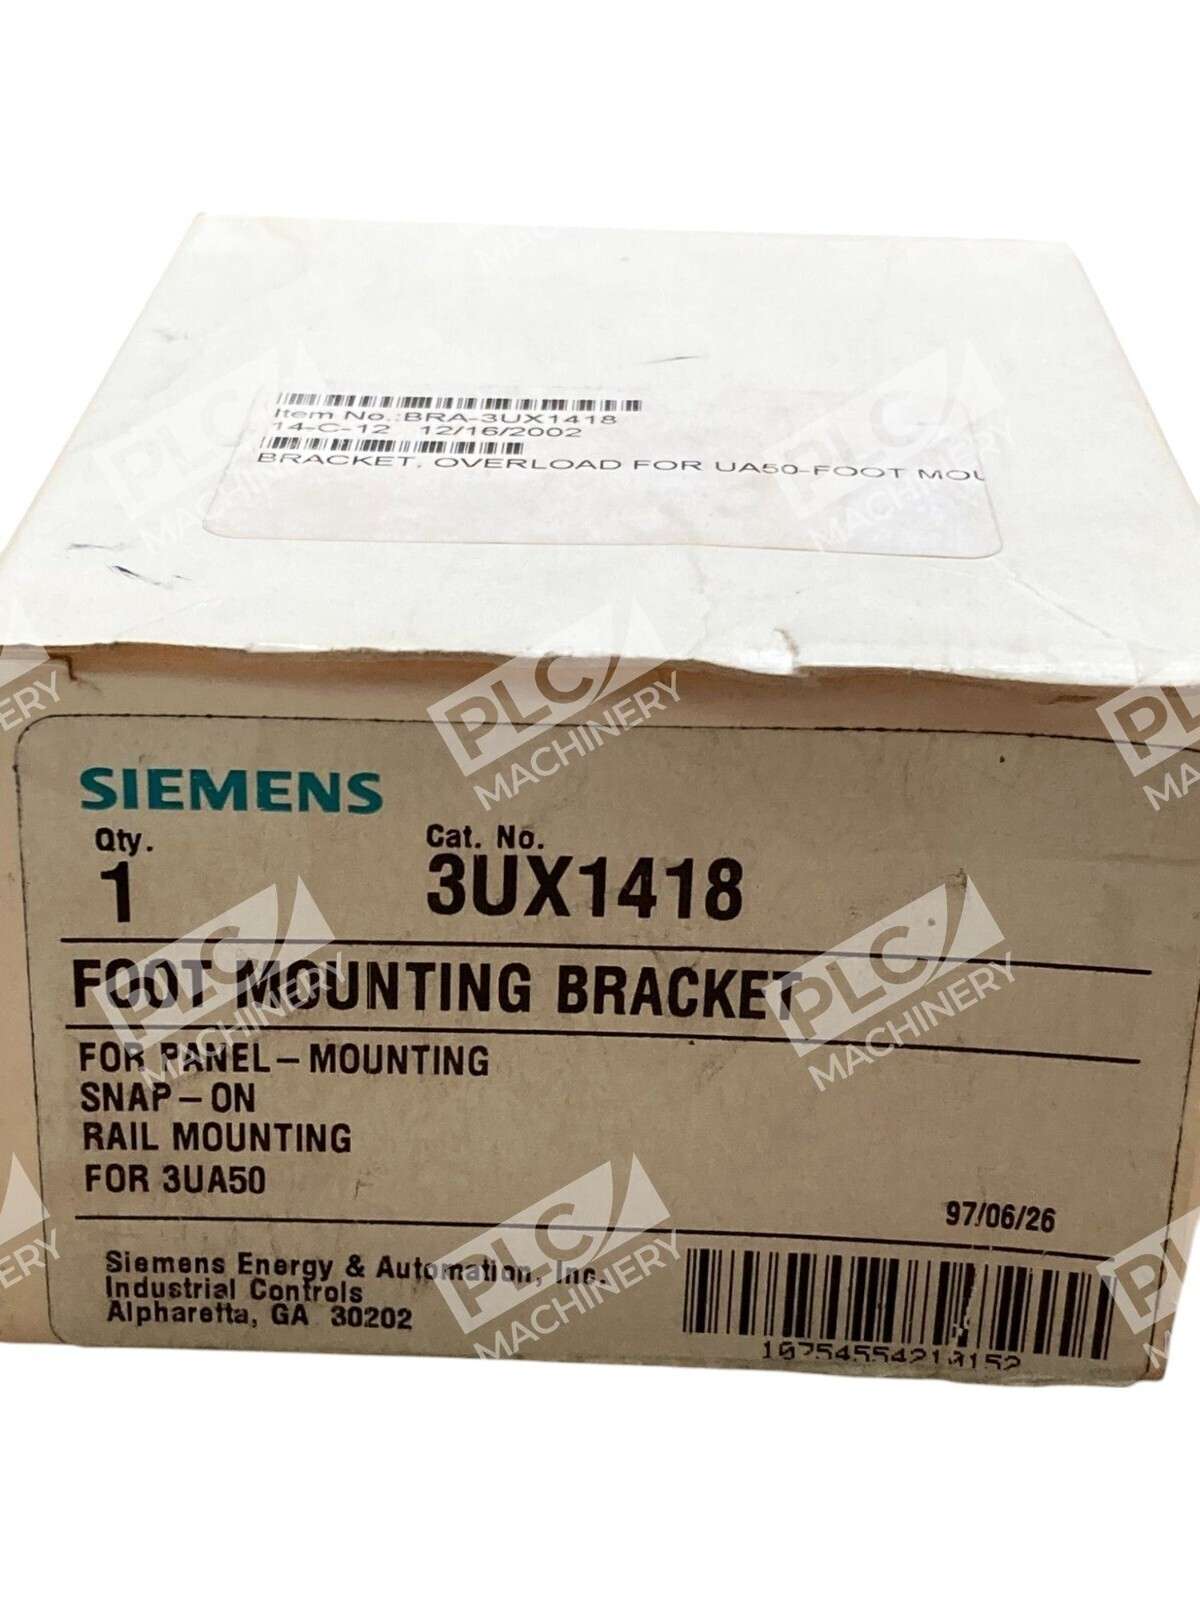 Item No.:BRA-3UX1418
14-C-12 12/16/2002
BRACKET, OVERLOAD FOR UA50-FOOT MOU
SIEMENS
Qty. Cat. No.
1 3UX1418
FOOT MOUNTING BRACKET
FOR PANEL-MOUNTING
SNAP-ON
RAIL MOUNTING
FOR 3UA50
97/06/26
Siemens Energy & Automation, Inc.
Industrial Controls
Alpharetta, GA 30202
PLC MACHINERY